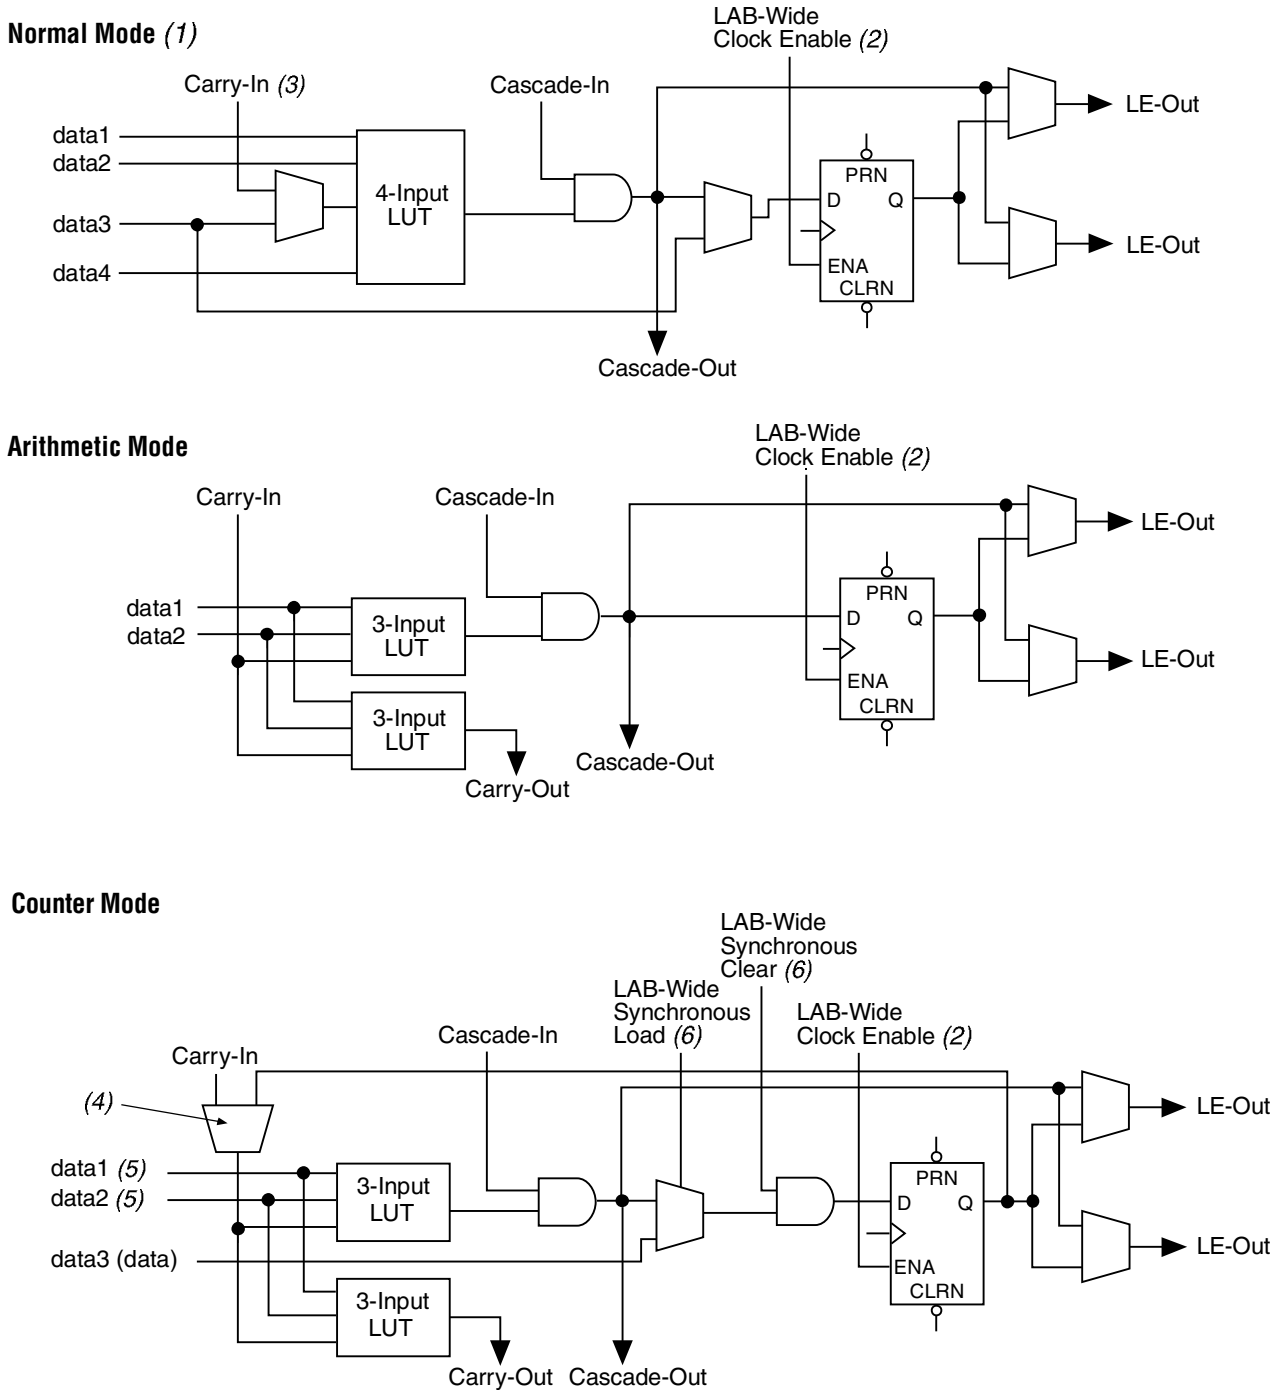 Normal Mode (1)
LAB-Wide
Clock Enable (2)
Carry-In (3)
Cascade-In
LE-Out
data1
data2
4-Input
LUT
PRN
D
Q
data3
LE-Out
data4
ENA
CLRN
Cascade-Out
Arithmetic Mode
LAB-Wide
Clock Enable (2)
Carry-In
Cascade-In
LE-Out
PRN
data1
data2
3-Input
LUT
D
Q
LE-Out
ENA
CLRN
3-Input
LUT
Cascade-Out
Carry-Out
Counter Mode
LAB-Wide
Synchronous
Clear (6)
LAB-Wide
Synchronous
Load (6)
LAB-Wide
Clock Enable (2)
Cascade-In
Carry-In
(4)
LE-Out
data1 (5)
data2 (5)
3-Input
LUT
PRN
D
Q
data3 (data)
LE-Out
ENA
CLRN
3-Input
LUT
Carry-Out
Cascade-Out